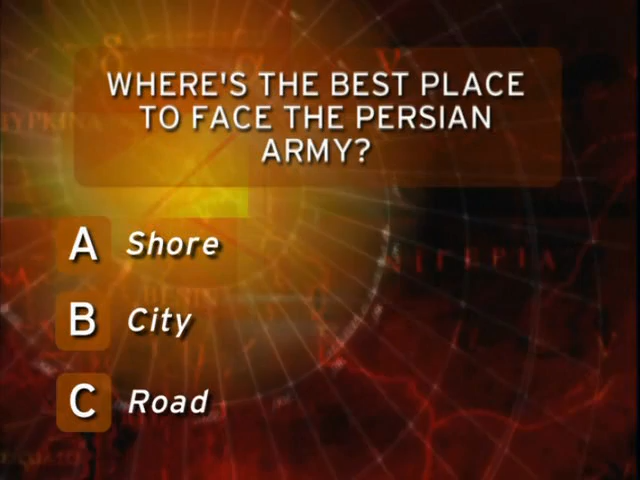 WHERE'S THE BEST PLACE
TO FACE THE PERSIAN
ARMY?
A Shore
B City
C Road